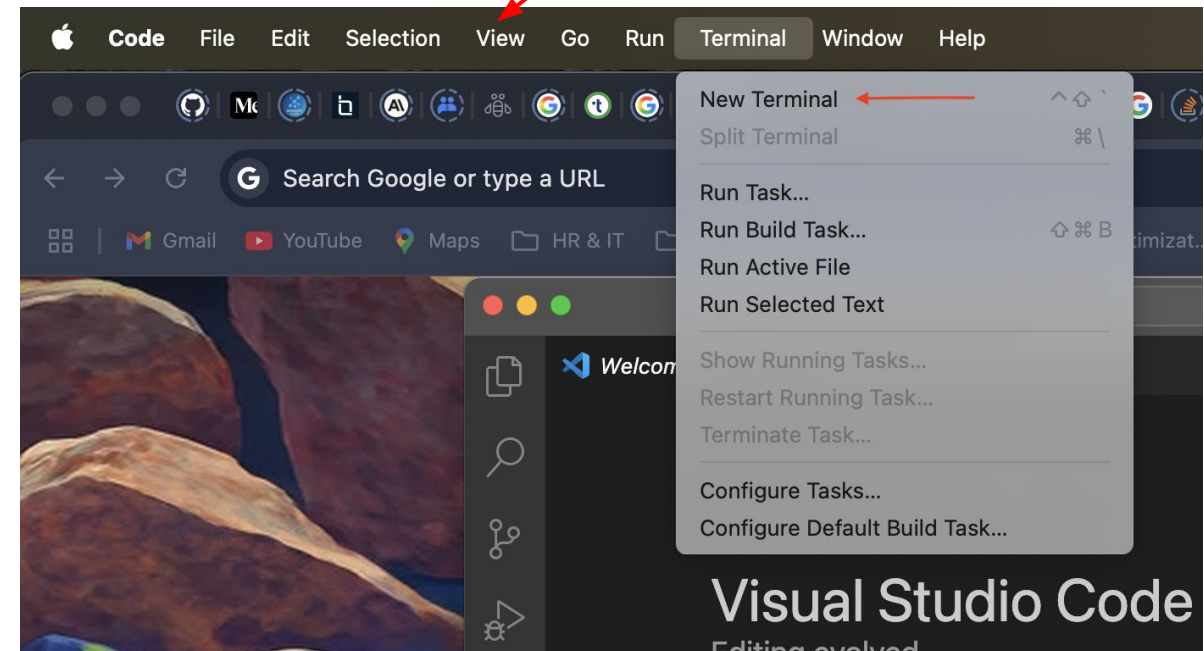 Code File Edit Selection View Go Run Terminal Window Help
New Terminal ^⇧`
Split Terminal ⌘\
Search Google or type a URL
Run Task...
Gmail YouTube Maps HR & IT
Run Build Task... ⇧⌘B
Run Active File
Run Selected Text
Welcom
Show Running Tasks...
Restart Running Task...
Terminate Task...
Configure Tasks...
Configure Default Build Task...
Visual Studio Code
Editing evolved